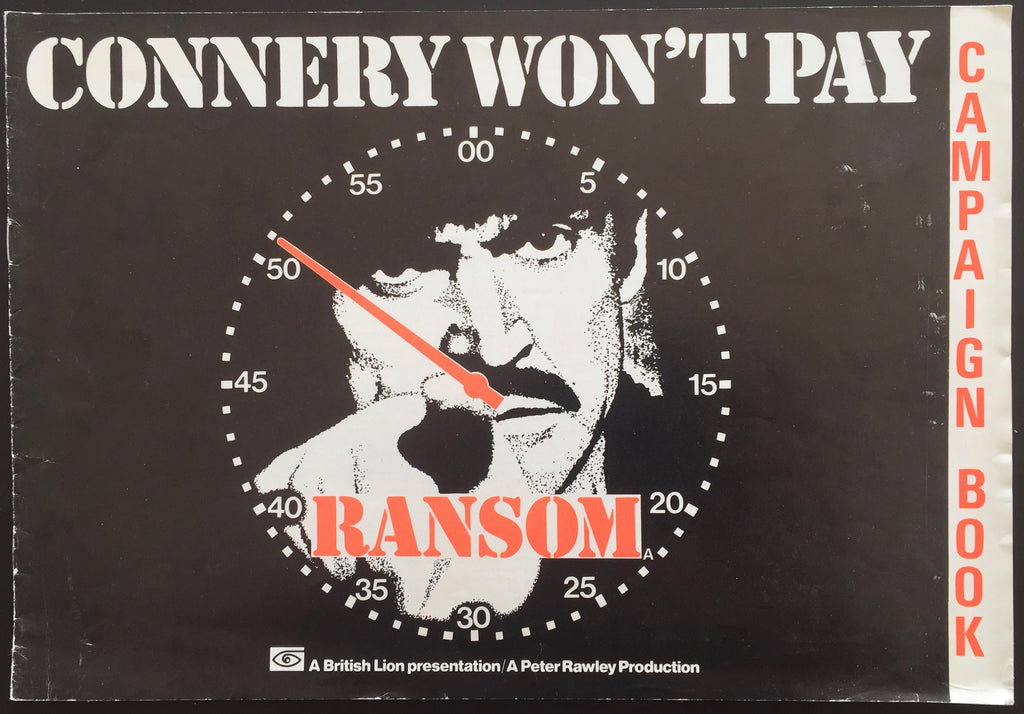 CONNERY WON'T PAY
00
55
5
50
10
45
15
40
20
RANSOM
A
35
25
30
A British Lion presentation/A Peter Rawley Production
CAMPAIGN BOOK